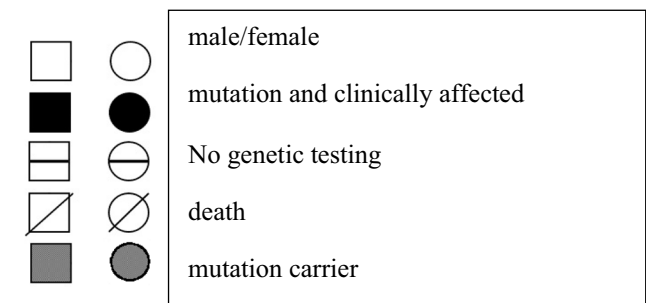 male/female
mutation and clinically affected
No genetic testing
death
mutation carrier